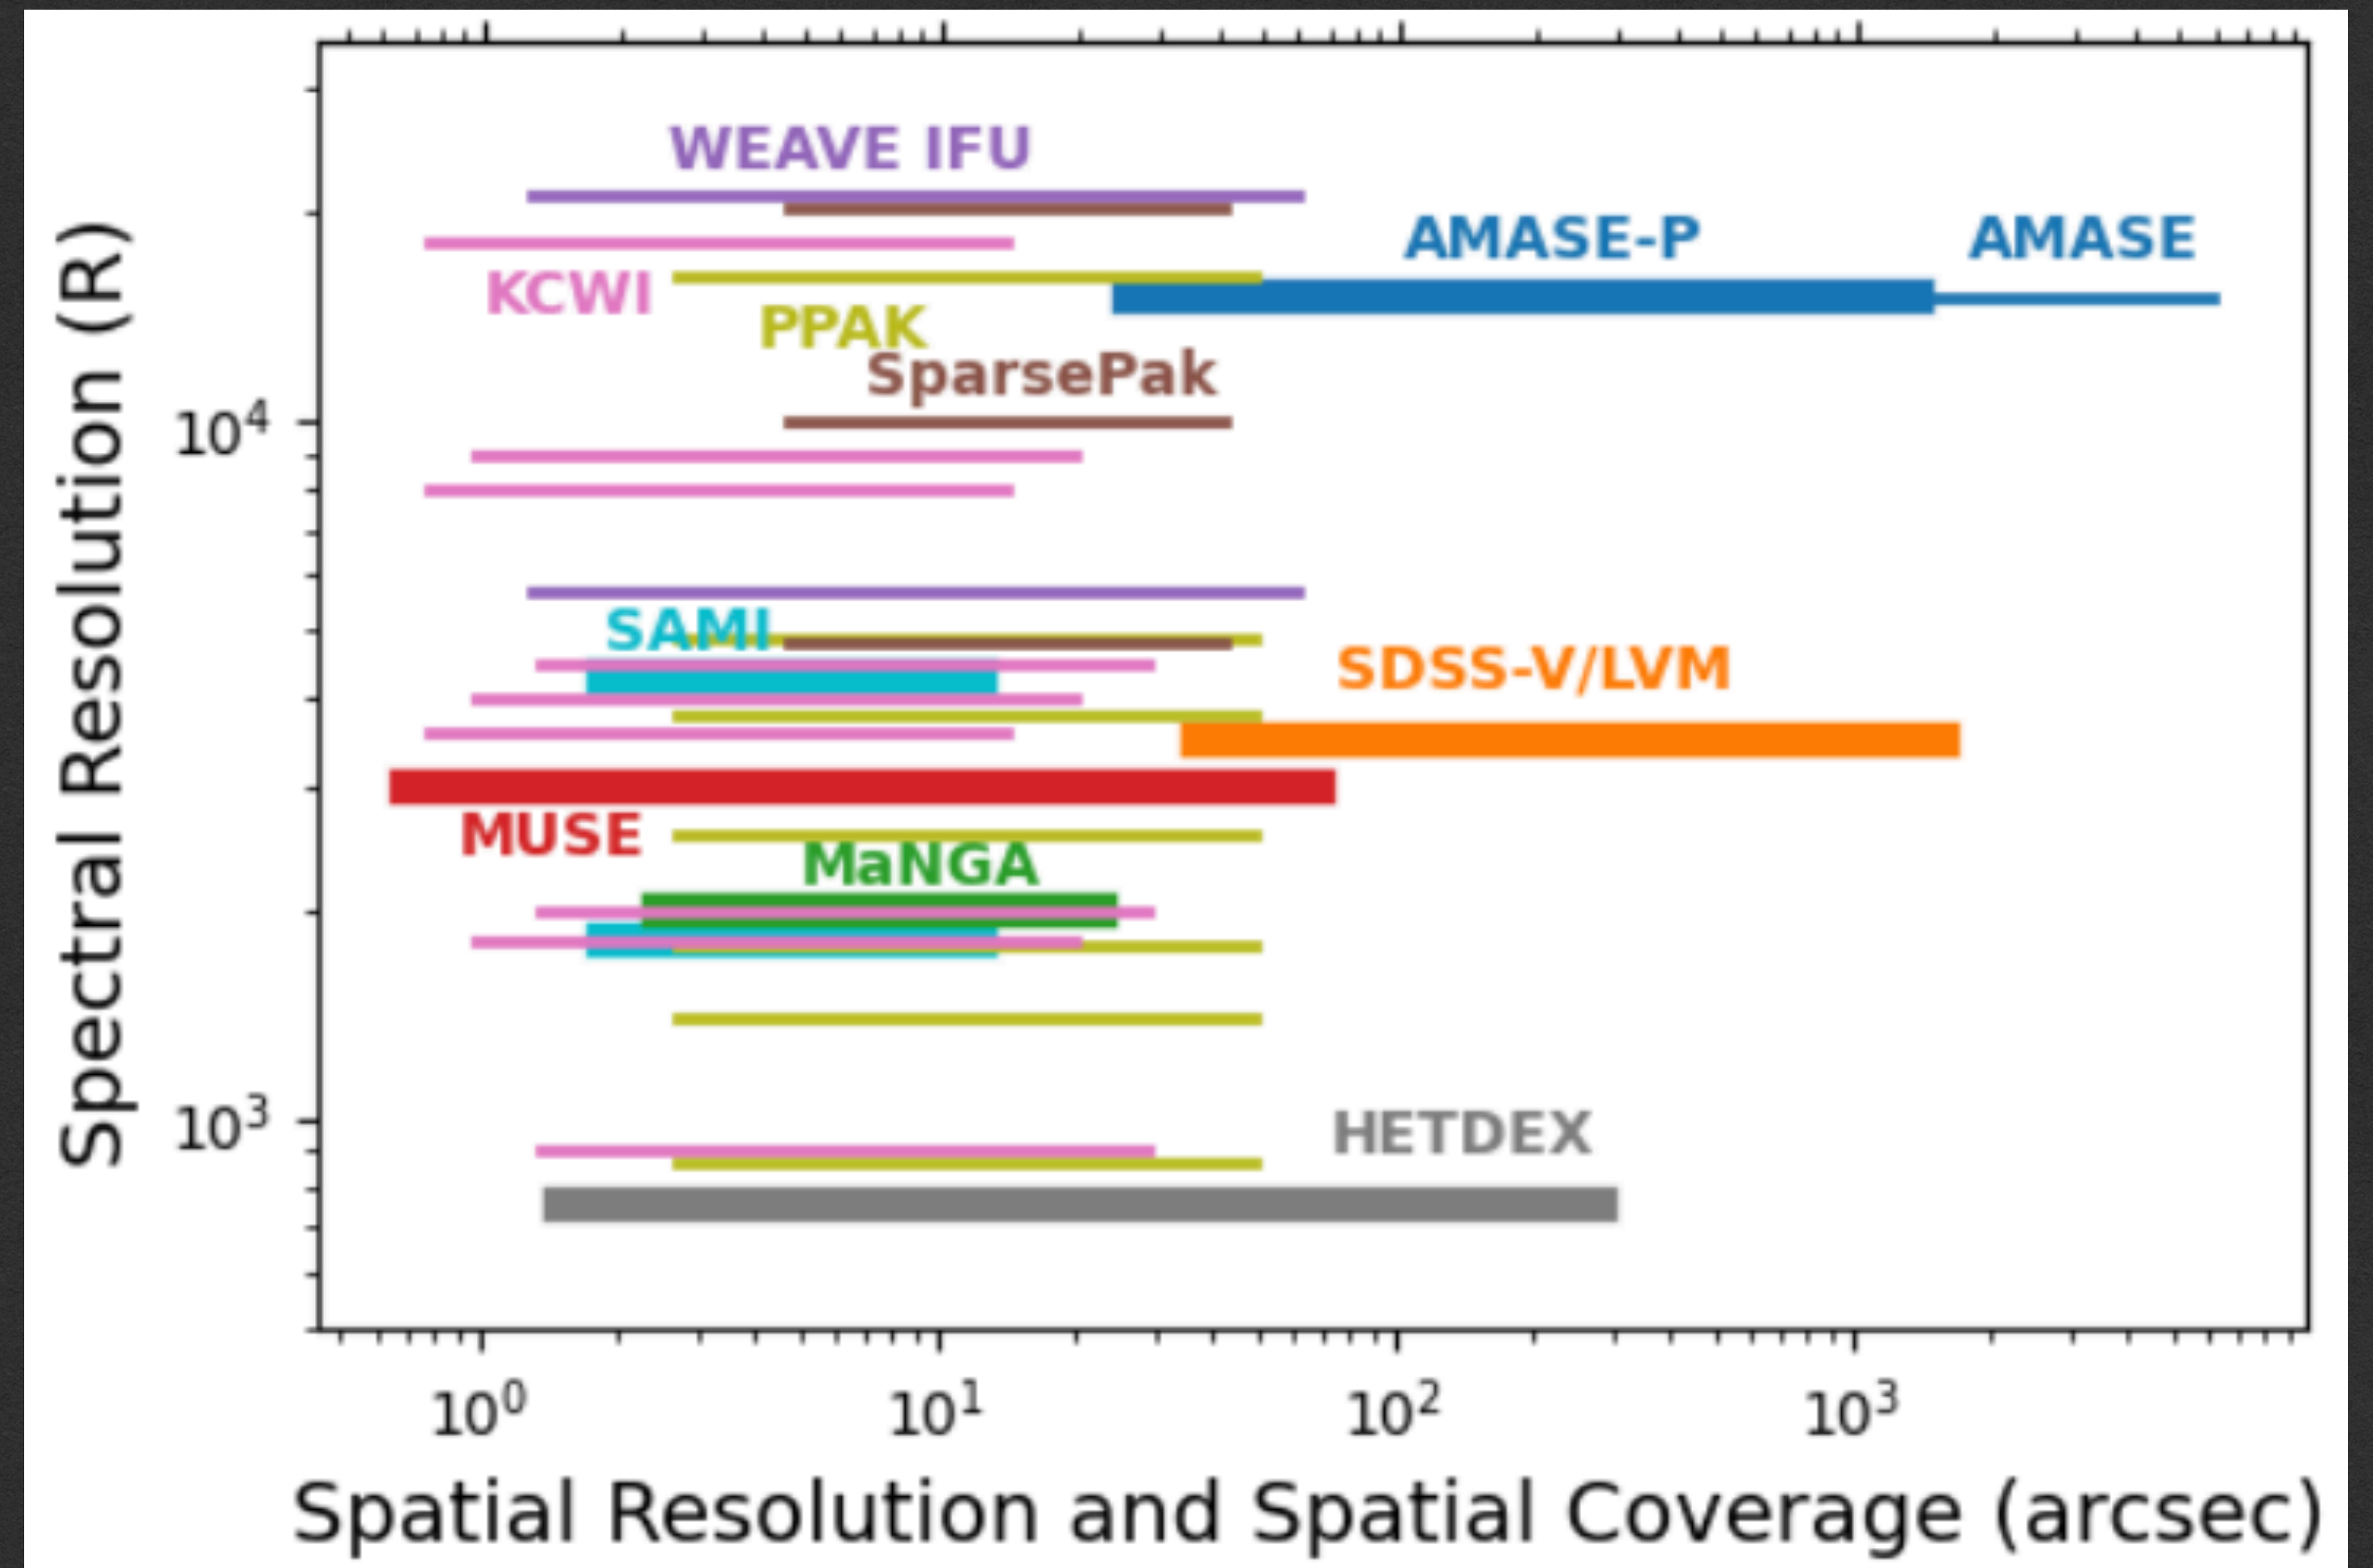 WEAVE IFU
AMASE-P
AMASE
KCWI
PPAK
SparsePak
10⁴
SAMI
SDSS-V/LVM
MUSE
MaNGA
10³
HETDEX
Spectral Resolution (R)
10⁰ 10¹ 10² 10³
Spatial Resolution and Spatial Coverage (arcsec)